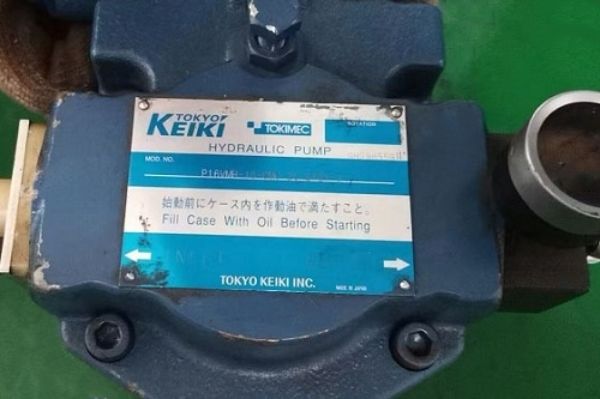 TOKYO
KEIKI
TOKIMEC
ROTATION
HYDRAULIC PUMP
MOD. NO.
始動前にケース内を作動油で満たすこと。
Fill Case With Oil Before Starting
TOKYO KEIKI INC.
MADE IN JAPAN